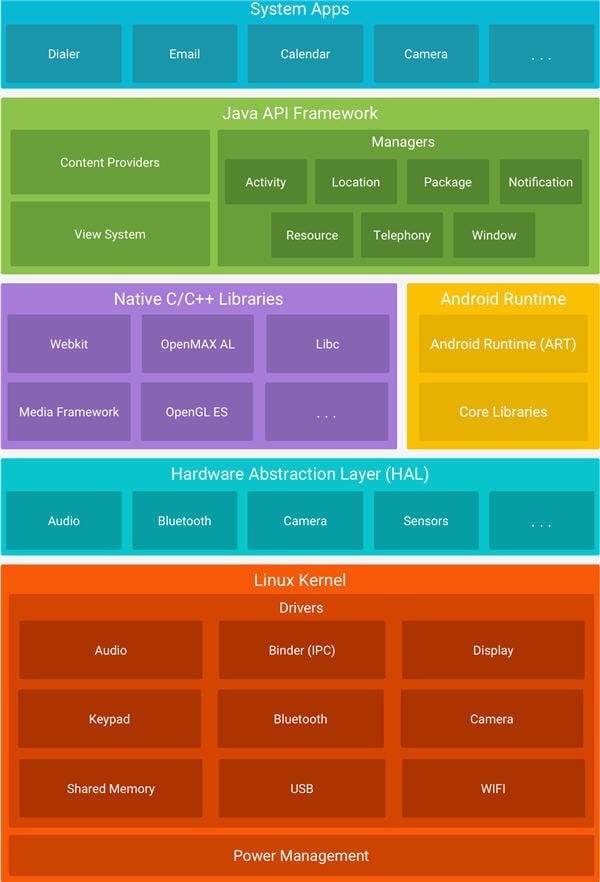 System Apps
Dialer
Email
Calendar
Camera
. . .
Java API Framework
Content Providers
View System
Managers
Activity
Location
Package
Notification
Resource
Telephony
Window
Native C/C++ Libraries
Webkit
OpenMAX AL
Libc
Media Framework
OpenGL ES
. . .
Android Runtime
Android Runtime (ART)
Core Libraries
Hardware Abstraction Layer (HAL)
Audio
Bluetooth
Camera
Sensors
. . .
Linux Kernel
Drivers
Audio
Binder (IPC)
Display
Keypad
Bluetooth
Camera
Shared Memory
USB
WIFI
Power Management